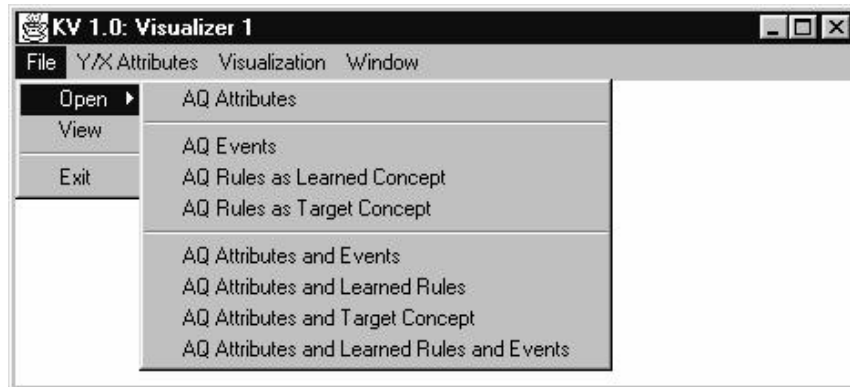 KV 1.0: Visualizer 1
File Y/X Attributes Visualization Window
Open
View
Exit
AQ Attributes
AQ Events
AQ Rules as Learned Concept
AQ Rules as Target Concept
AQ Attributes and Events
AQ Attributes and Learned Rules
AQ Attributes and Target Concept
AQ Attributes and Learned Rules and Events